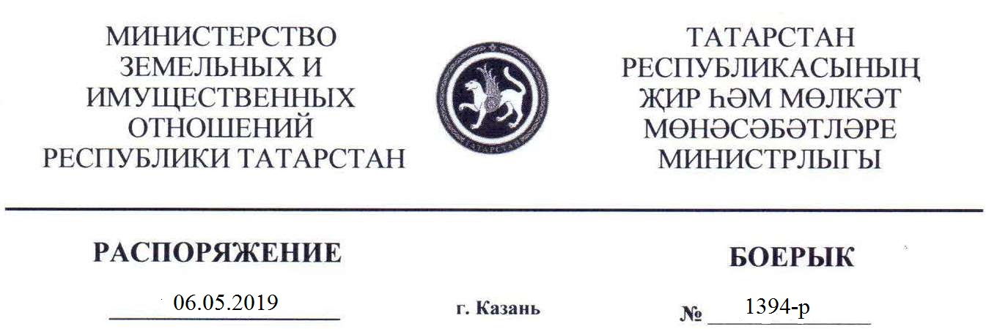 МИНИСТЕРСТВО
ЗЕМЕЛЬНЫХ И
ИМУЩЕСТВЕННЫХ
ОТНОШЕНИЙ
РЕСПУБЛИКИ ТАТАРСТАН
ТАТАРСТАН
ТАТАРСТАН
РЕСПУБЛИКАСЫНЫҢ
ҖИР ҺӘМ МӨЛКӘТ
МӨНӘСӘБӘТЛӘРЕ
МИНИСТРЛЫГЫ
РАСПОРЯЖЕНИЕ
БОЕРЫК
06.05.2019
г. Казань
№ 1394-р